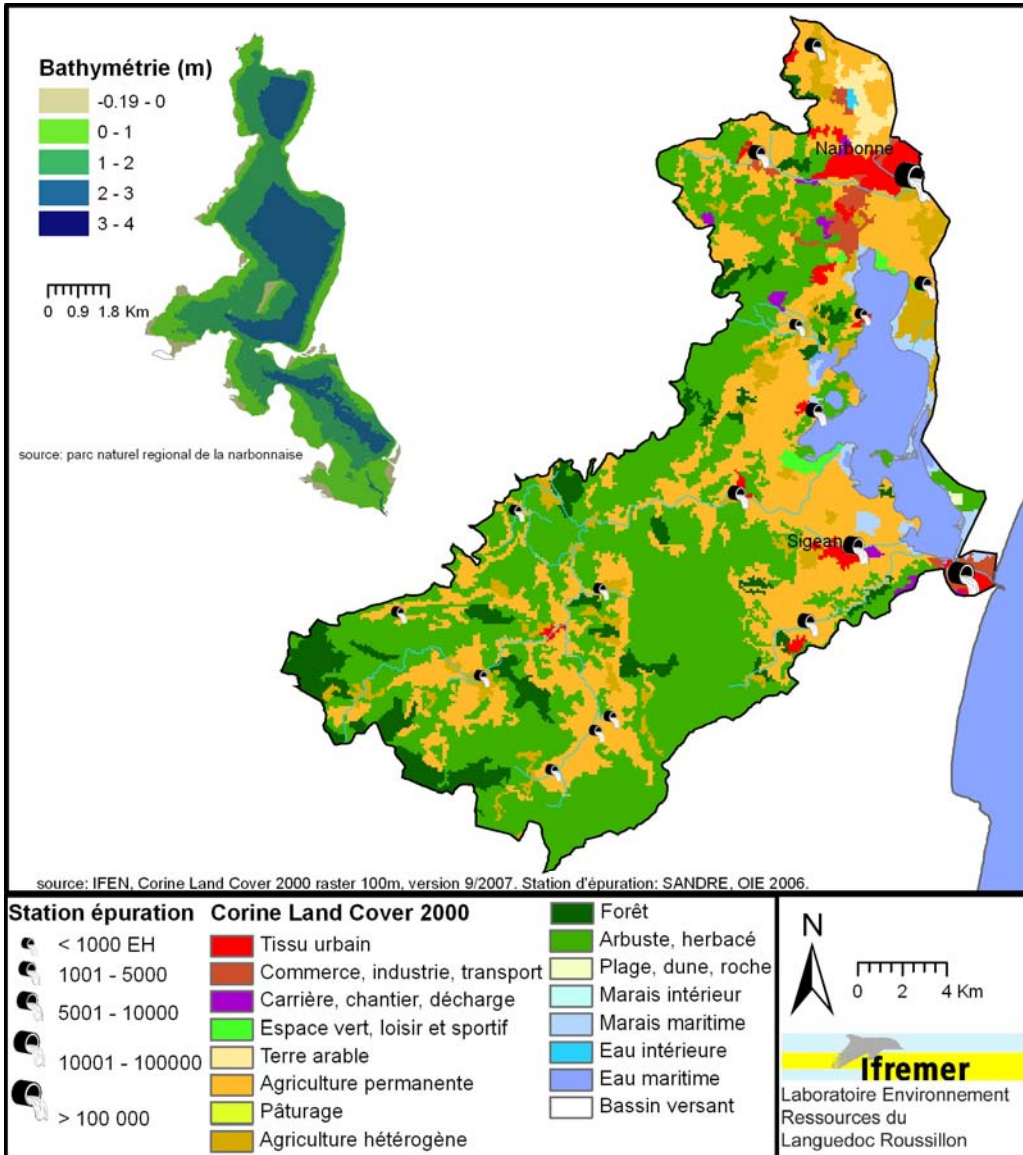 Bathymétrie (m)
-0.19 - 0
0 - 1
1 - 2
2 - 3
3 - 4
0 0.9 1.8 Km
source: parc naturel regional de la narbonnaise
Narbonne
Sigean
source: IFEN, Corine Land Cover 2000 raster 100m, version 9/2007. Station d'épuration: SANDRE, OIE 2006.
Station épuration
< 1000 EH
1001 - 5000
5001 - 10000
10001 - 100000
> 100 000
Corine Land Cover 2000
Tissu urbain
Commerce, industrie, transport
Carrière, chantier, décharge
Espace vert, loisir et sportif
Terre arable
Agriculture permanente
Pâturage
Agriculture hétérogène
Forêt
Arbuste, herbacé
Plage, dune, roche
Marais intérieur
Marais maritime
Eau intérieure
Eau maritime
Bassin versant
N
0 2 4 Km
Ifremer
Laboratoire Environnement
Ressources du
Languedoc Roussillon